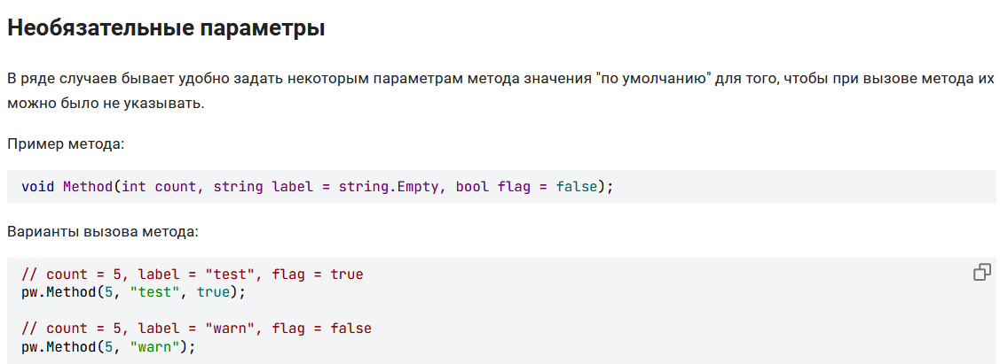 Необязательные параметры
В ряде случаев бывает удобно задать некоторым параметрам метода значения "по умолчанию" для того, чтобы при вызове метода их
можно было не указывать.
Пример метода:
void Method(int count, string label = string.Empty, bool flag = false);
Варианты вызова метода:
// count = 5, label = "test", flag = true
pw.Method(5, "test", true);
// count = 5, label = "warn", flag = false
pw.Method(5, "warn");